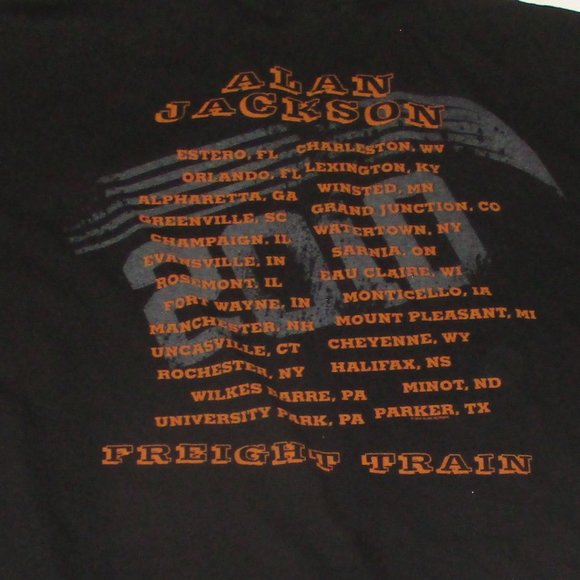 ALAN
JACKSON
ESTERO, FL CHARLESTON, WV
ORLANDO, FL LEXINGTON, KY
ALPHARETTA, GA WINSTED, MN
GREENVILLE, SC GRAND JUNCTION, CO
CHAMPAIGN, IL WATERTOWN, NY
EVANSVILLE, IN SARNIA, ON
ROSEMONT, IL EAU CLAIRE, WI
FORT WAYNE, IN MONTICELLO, IA
MANCHESTER, NH MOUNT PLEASANT, MI
UNCASVILLE, CT CHEYENNE, WY
ROCHESTER, NY HALIFAX, NS
WILKES BARRE, PA MINOT, ND
UNIVERSITY PARK, PA PARKER, TX
2010
FREIGHT TRAIN